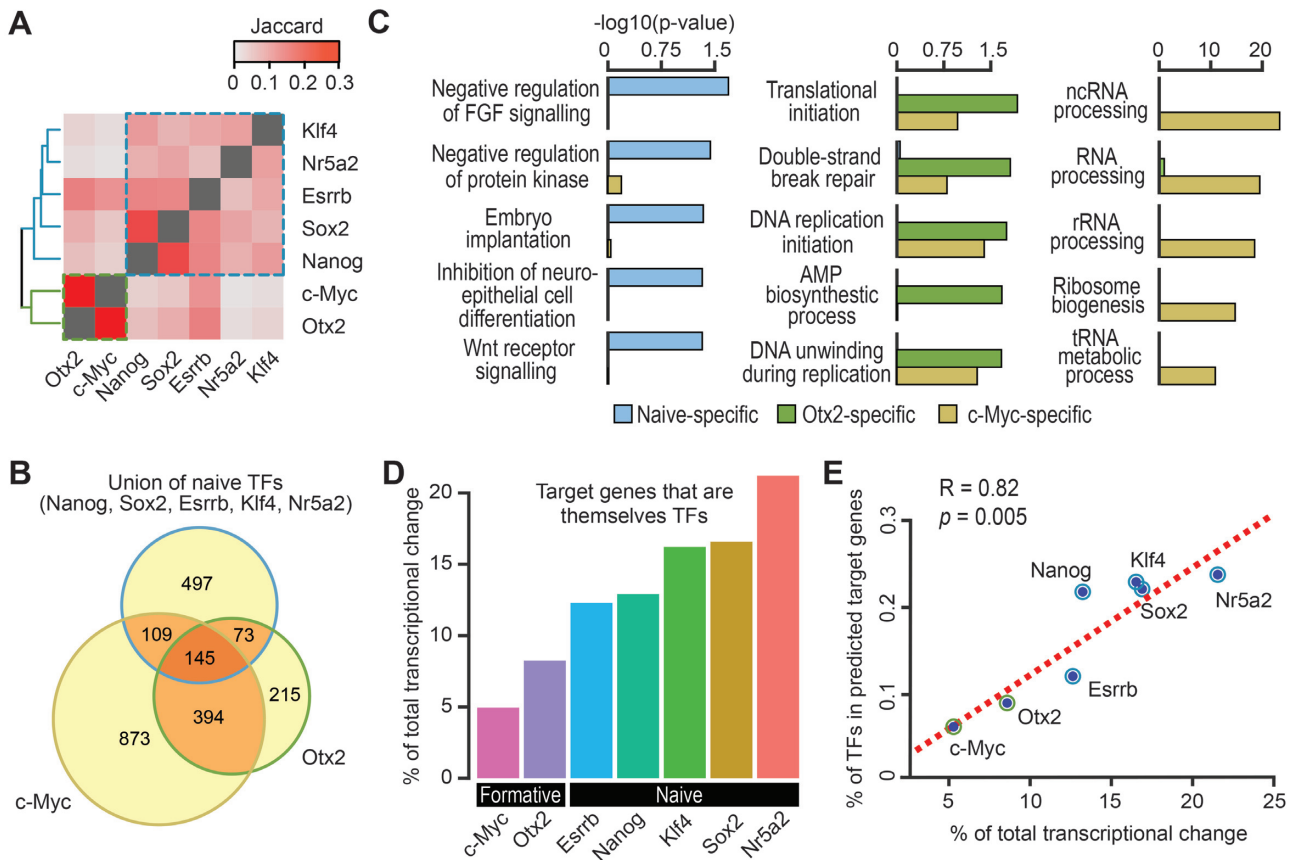 A
Jaccard
0 0.1 0.3
Klf4
Nr5a2
Esrrb
Sox2
Nanog
c-Myc
Otx2
Otx2
c-Myc
Nanog
Sox2
Esrrb
Nr5a2
Klf4
C
-log10(p-value)
0 0.75 1.5
Negative regulation
of FGF signalling
Negative regulation
of protein kinase
Embryo
implantation
Inhibition of neuro-
epithelial cell
differentiation
Wnt receptor
signalling
0 0.75 1.5
Translational
initiation
Double-strand
break repair
DNA replication
initiation
AMP
biosynthestic
process
DNA unwinding
during replication
0 10 20
ncRNA
processing
RNA
processing
rRNA
processing
Ribosome
biogenesis
tRNA
metabolic
process
Naive-specific
Otx2-specific
c-Myc-specific
B
Union of naive TFs
(Nanog, Sox2, Esrrb, Klf4, Nr5a2)
497
109
73
145
215
394
873
Otx2
c-Myc
D
% of total transcriptional change
20
15
10
5
0
Target genes that are
themselves TFs
Formative
Naive
c-Myc
Otx2
Esrrb
Nanog
Klf4
Sox2
Nr5a2
E
R = 0.82
p = 0.005
% of TFs in predicted target genes
0.3
0.2
0.1
0
Nanog
Klf4
Sox2
Nr5a2
Esrrb
Otx2
c-Myc
5 10 15 20 25
% of total transcriptional change